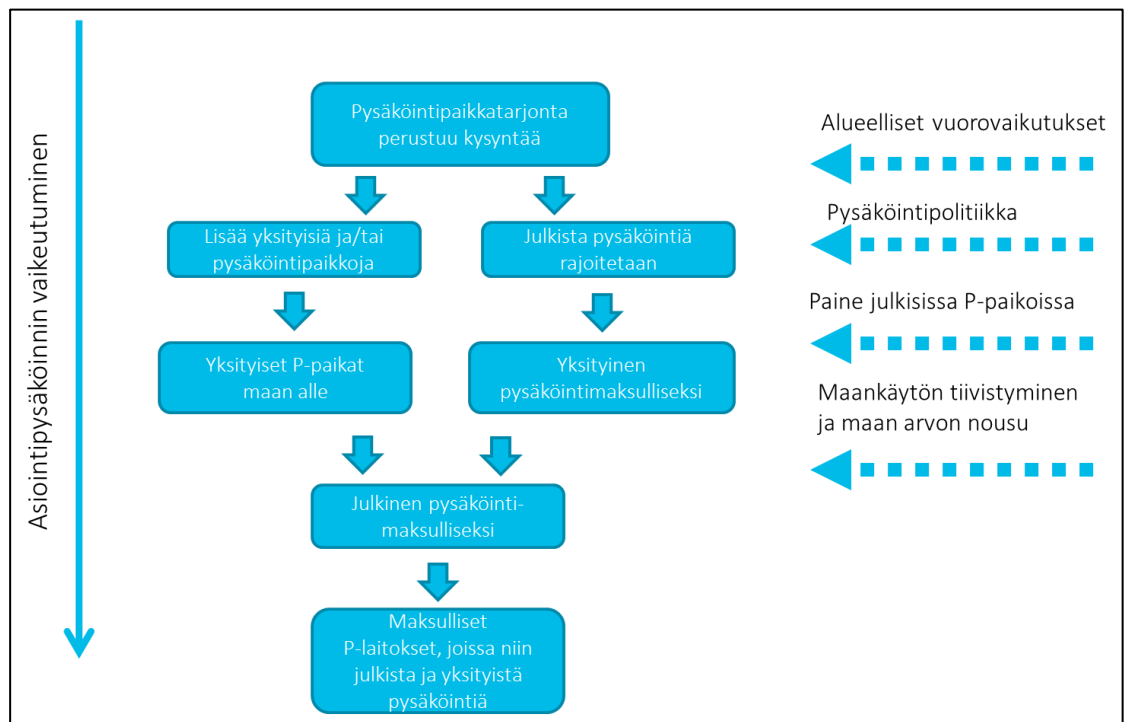 Asiointipysäköinnin vaikeutuminen
Pysäköintipaikkatarjonta
perustuu kysyntää
Alueelliset vuorovaikutukset
Lisää yksityisiä ja/tai
pysäköintipaikkoja
Julkista pysäköintiä
rajoitetaan
Pysäköintipolitiikka
Yksityiset P-paikat
maan alle
Yksityinen
pysäköintimaksulliseksi
Paine julkisissa P-paikoissa
Maankäytön tiivistyminen
ja maan arvon nousu
Julkinen pysäköinti-
maksulliseksi
Maksulliset
P-laitokset, joissa niin
julkista ja yksityistä
pysäköintiä